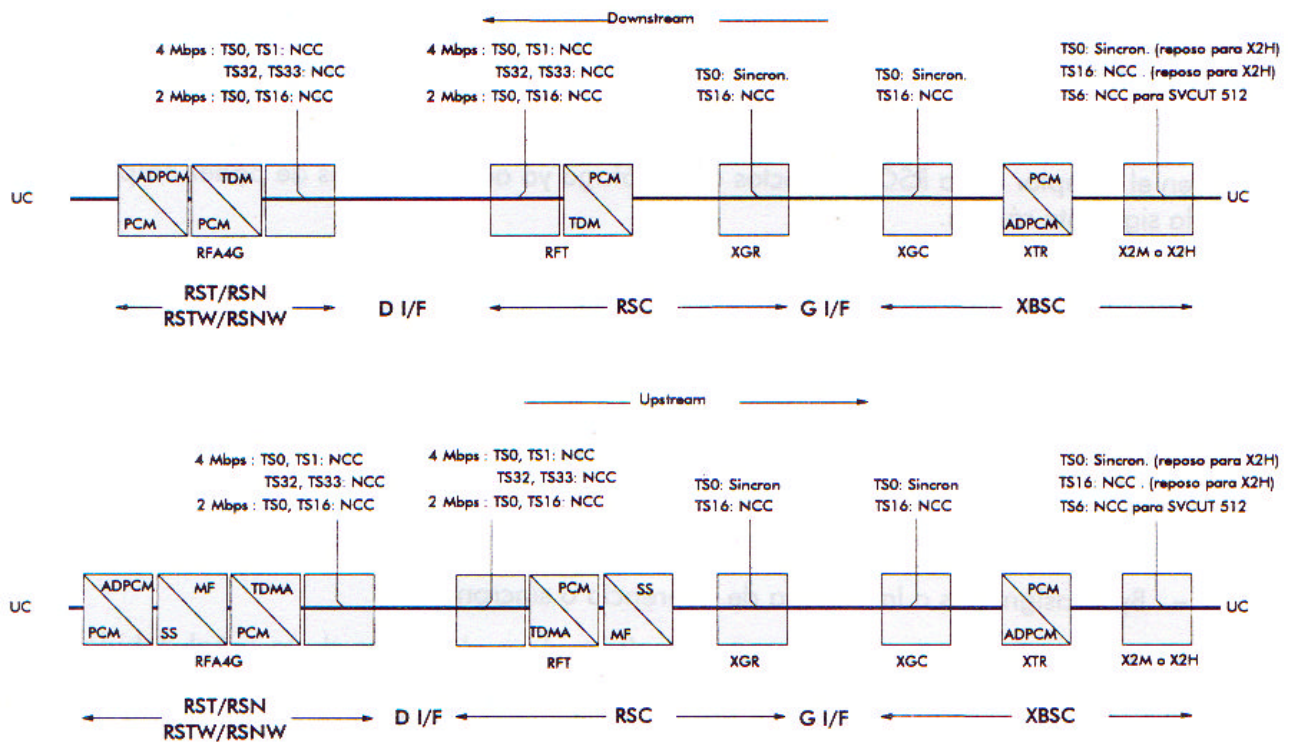 Downstream
4 Mbps : TS0, TS1: NCC
TS32, TS33: NCC
2 Mbps : TS0, TS16: NCC
4 Mbps : TS0, TS1: NCC
TS32, TS33: NCC
2 Mbps : TS0, TS16: NCC
TS0: Sincron.
TS16: NCC
TS0: Sincron.
TS16: NCC
TS0: Sincron. (reposo para X2H)
TS16: NCC . (reposo para X2H)
TS6: NCC para SVCUT 512
UC
ADPCM
PCM
TDM
PCM
PCM
TDM
PCM
ADPCM
UC
RFA4G
RFT
XGR
XGC
XTR
X2M o X2H
RST/RSN
RSTW/RSNW
D I/F
RSC
G I/F
XBSC
Upstream
4 Mbps : TS0, TS1: NCC
TS32, TS33: NCC
2 Mbps : TS0, TS16: NCC
4 Mbps : TS0, TS1: NCC
TS32, TS33: NCC
2 Mbps : TS0, TS16: NCC
TS0: Sincron
TS16: NCC
TS0: Sincron
TS16: NCC
TS0: Sincron. (reposo para X2H)
TS16: NCC . (reposo para X2H)
TS6: NCC para SVCUT 512
UC
ADPCM
PCM
MF
SS
TDMA
PCM
PCM
TDMA
SS
MF
PCM
ADPCM
UC
RFA4G
RFT
XGR
XGC
XTR
X2M o X2H
RST/RSN
RSTW/RSNW
D I/F
RSC
G I/F
XBSC